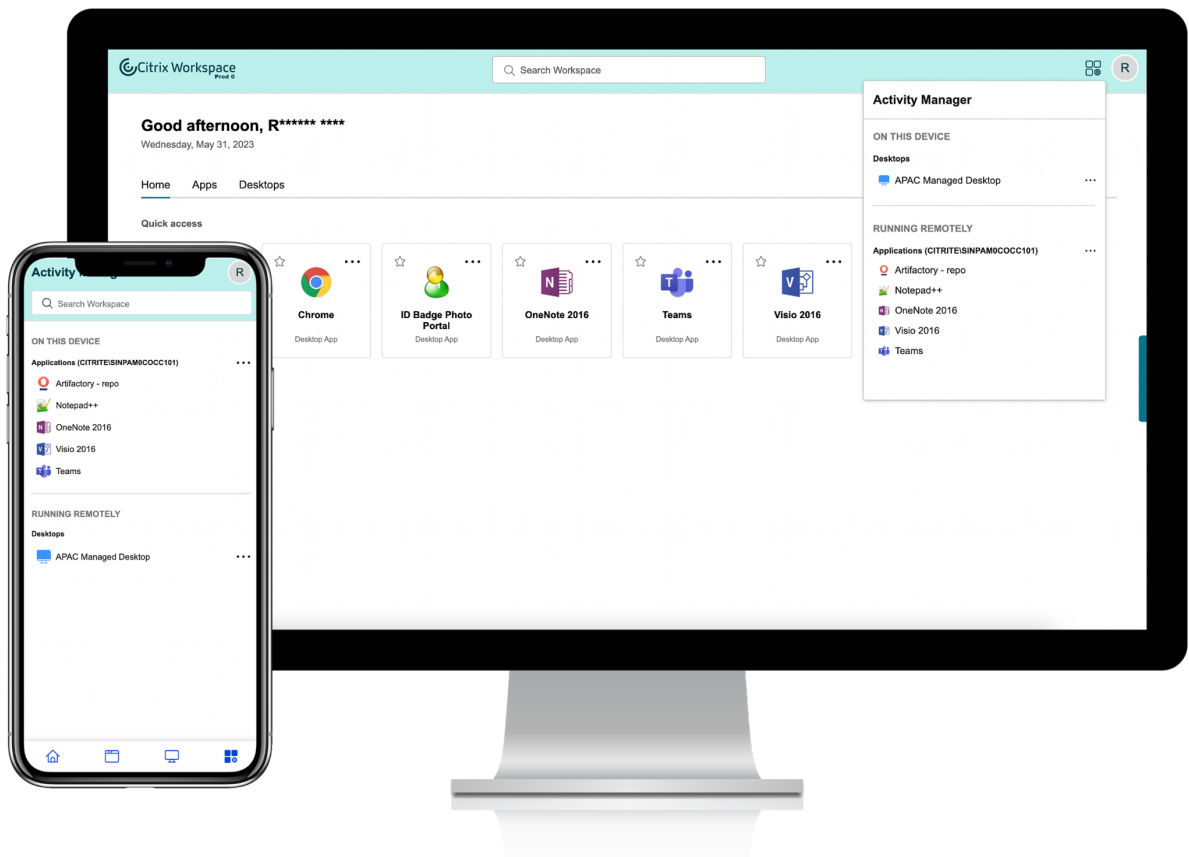 Citrix Workspace
Prod 0
Search Workspace
R
Good afternoon, R****** ****
Wednesday, May 31, 2023
Home Apps Desktops
Quick access
Chrome
Desktop App
ID Badge Photo
Portal
Desktop App
OneNote 2016
Desktop App
Teams
Desktop App
Visio 2016
Desktop App
Activity Manager
ON THIS DEVICE
Desktops
APAC Managed Desktop
RUNNING REMOTELY
Applications (CITRITE\SINPAM0COCC101)
Artifactory - repo
Notepad++
OneNote 2016
Visio 2016
Teams
Activity
R
Search Workspace
ON THIS DEVICE
Applications (CITRITE\SINPAM0COCC101)
Artifactory - repo
Notepad++
OneNote 2016
Visio 2016
Teams
RUNNING REMOTELY
Desktops
APAC Managed Desktop